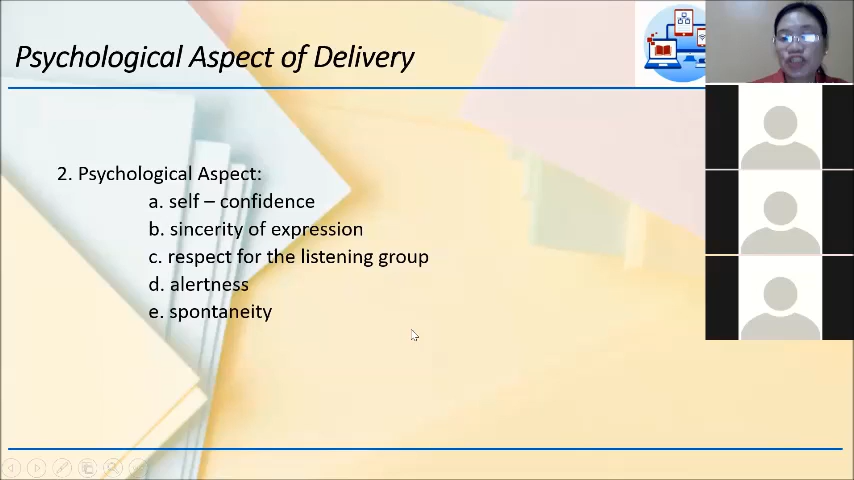 Psychological Aspect of Delivery
2. Psychological Aspect:
a. self – confidence
b. sincerity of expression
c. respect for the listening group
d. alertness
e. spontaneity